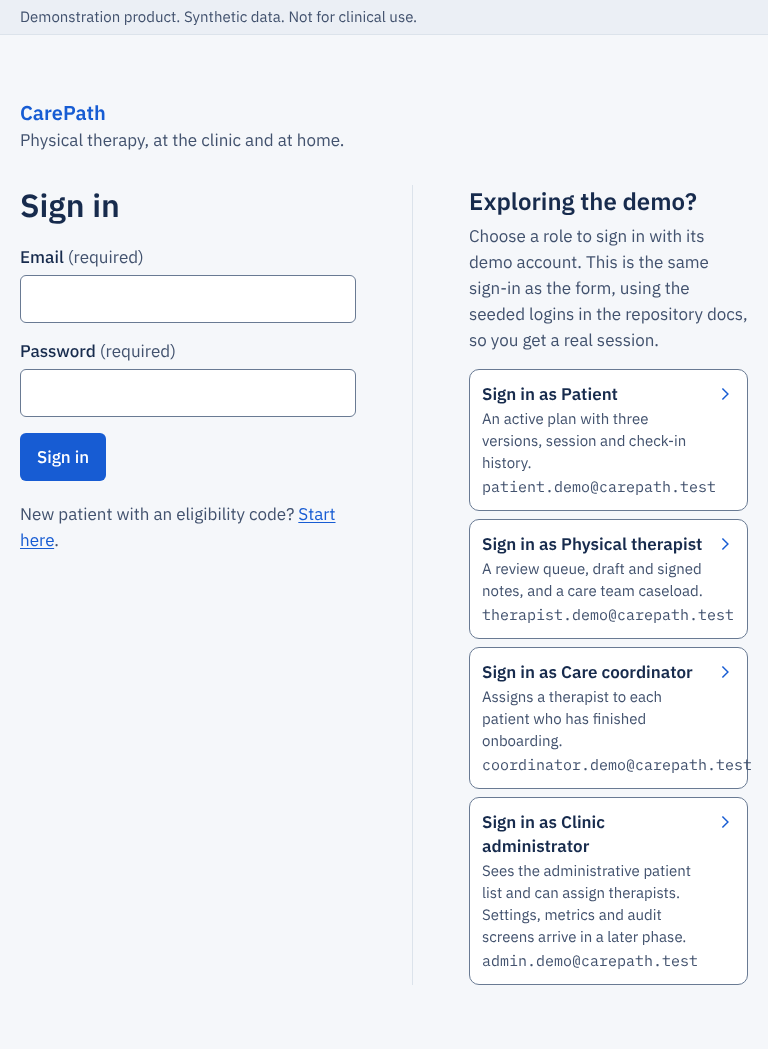 Demonstration product. Synthetic data. Not for clinical use.
CarePath
Physical therapy, at the clinic and at home.
Sign in
Email (required)
Password (required)
Sign in
New patient with an eligibility code? Start
here.
Exploring the demo?
Choose a role to sign in with its
demo account. This is the same
sign-in as the form, using the
seeded logins in the repository docs,
so you get a real session.
Sign in as Patient
An active plan with three
versions, session and check-in
history.
patient.demo@carepath.test
Sign in as Physical therapist
A review queue, draft and signed
notes, and a care team caseload.
therapist.demo@carepath.test
Sign in as Care coordinator
Assigns a therapist to each
patient who has finished
onboarding.
coordinator.demo@carepath.test
Sign in as Clinic
administrator
Sees the administrative patient
list and can assign therapists.
Settings, metrics and audit
screens arrive in a later phase.
admin.demo@carepath.test